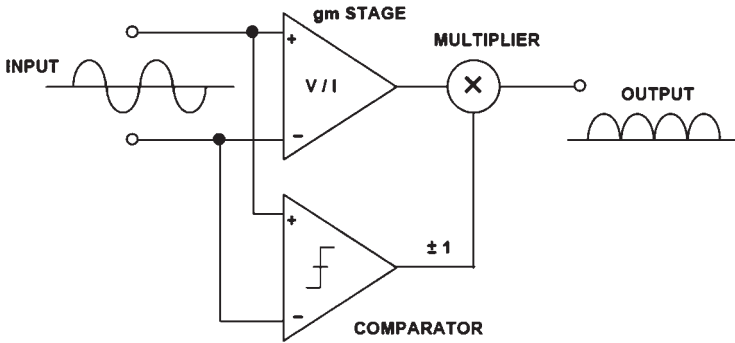 gm STAGE
MULTIPLIER
INPUT
+
V / I
×
OUTPUT
−
+
± 1
−
COMPARATOR